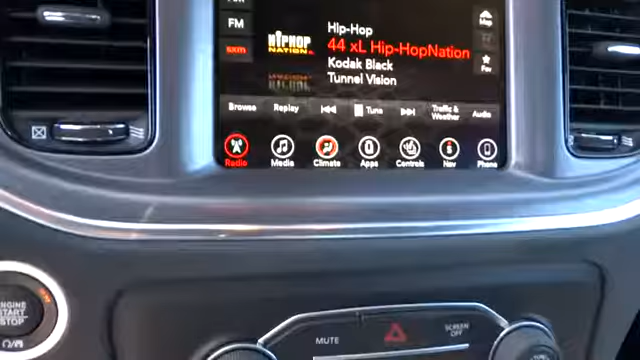 FM
SXM
HIPHOP
NATION
Hip-Hop
44 xL Hip-HopNation
Kodak Black
Tunnel Vision
Map
Fav
Browse
Replay
Tune
Traffic &
Weather
Audio
Radio
Media
Climate
Apps
Controls
Nav
Phone
ENGINE
START
STOP
MUTE
SCREEN
OFF